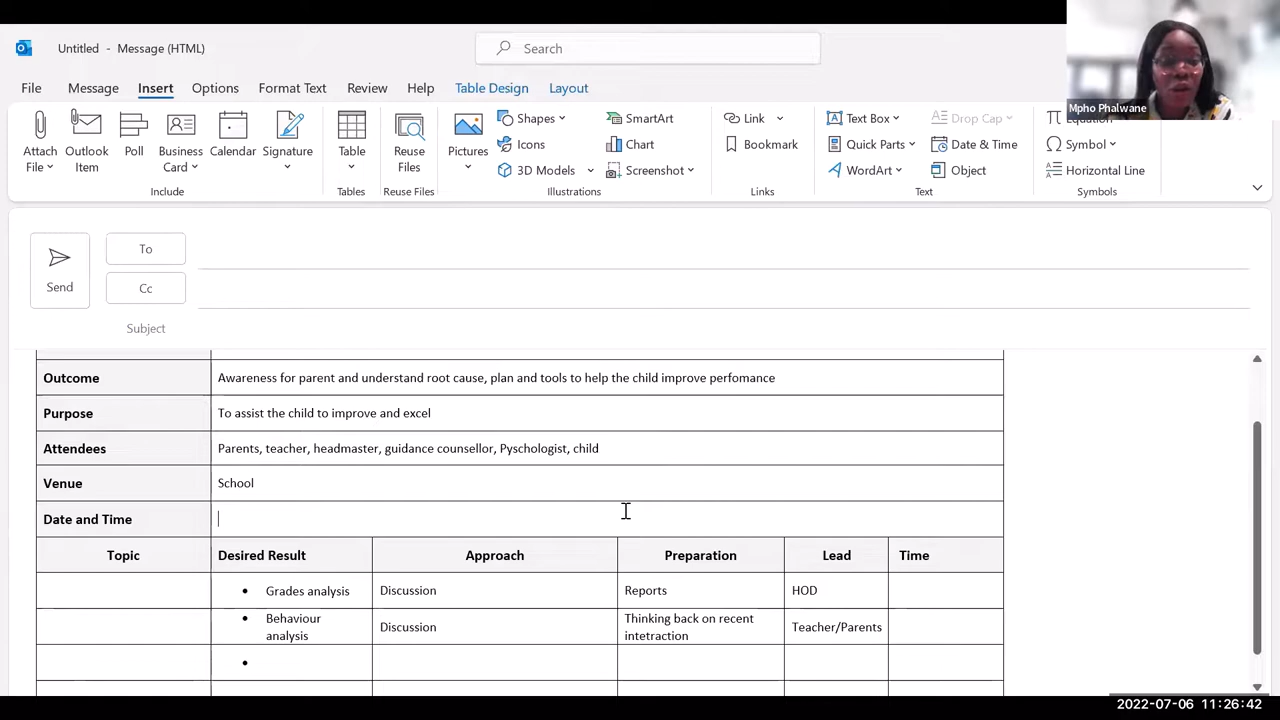 Untitled - Message (HTML)
Search
Mpho Phalwane
File Message Insert Options Format Text Review Help Table Design Layout
Attach File
Outlook Item
Poll
Business Card
Calendar
Signature
Table
Reuse Files
Pictures
Shapes
Icons
3D Models
SmartArt
Chart
Screenshot
Link
Bookmark
Text Box
Quick Parts
WordArt
Drop Cap
Date & Time
Object
Equation
Symbol
Horizontal Line
Include Tables Reuse Files Illustrations Links Text Symbols
Send
To
Cc
Subject
Outcome Awareness for parent and understand root cause, plan and tools to help the child improve perfomance
Purpose To assist the child to improve and excel
Attendees Parents, teacher, headmaster, guidance counsellor, Pyschologist, child
Venue School
Date and Time
Topic Desired Result Approach Preparation Lead Time
• Grades analysis Discussion Reports HOD
• Behaviour analysis Discussion Thinking back on recent intetraction Teacher/Parents
•
2022-07-06 11:26:42